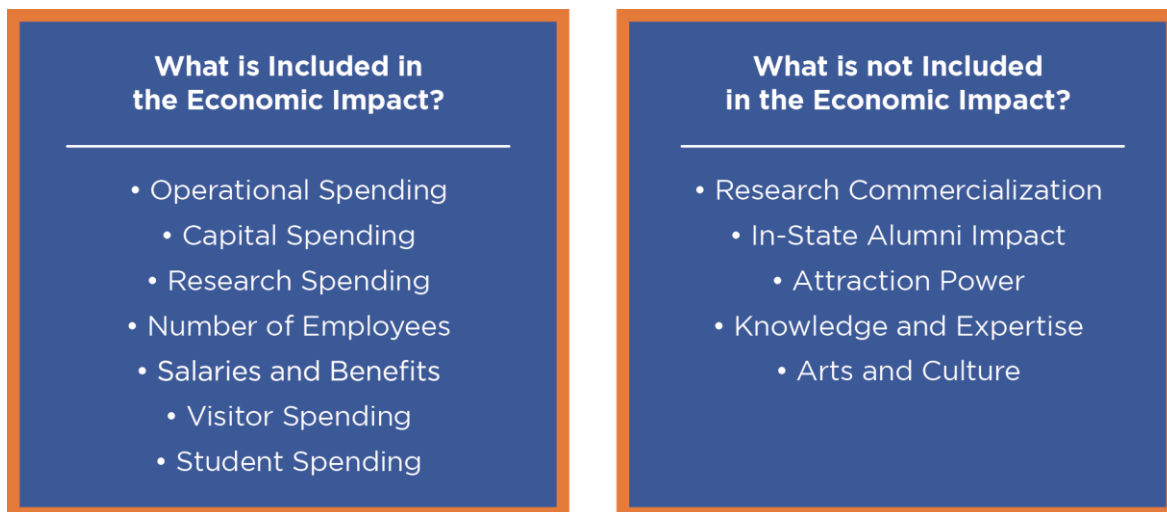 What is Included in
the Economic Impact?
• Operational Spending
• Capital Spending
• Research Spending
• Number of Employees
• Salaries and Benefits
• Visitor Spending
• Student Spending
What is not Included
in the Economic Impact?
• Research Commercialization
• In-State Alumni Impact
• Attraction Power
• Knowledge and Expertise
• Arts and Culture